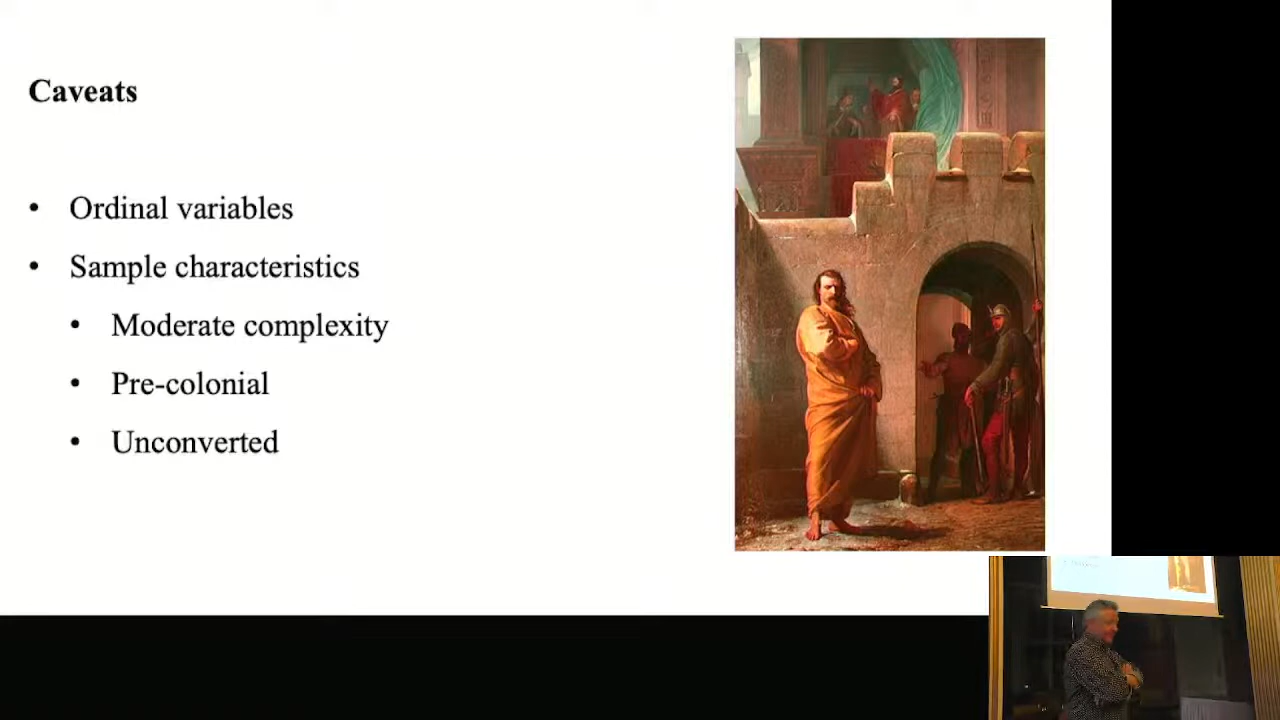 Caveats
• Ordinal variables
• Sample characteristics
• Moderate complexity
• Pre-colonial
• Unconverted